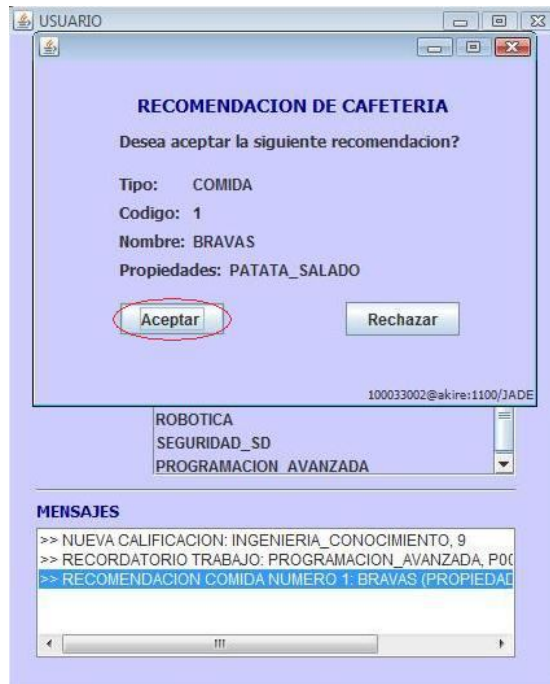 USUARIO
RECOMENDACION DE CAFETERIA
Desea aceptar la siguiente recomendacion?
Tipo: COMIDA
Codigo: 1
Nombre: BRAVAS
Propiedades: PATATA_SALADO
Aceptar Rechazar
100033002@akire:1100/JADE
ROBOTICA
SEGURIDAD_SD
PROGRAMACION_AVANZADA
MENSAJES
>> NUEVA CALIFICACION: INGENIERIA_CONOCIMIENTO, 9
>> RECORDATORIO TRABAJO: PROGRAMACION_AVANZADA, P00
>> RECOMENDACION COMIDA NUMERO 1: BRAVAS (PROPIEDAD